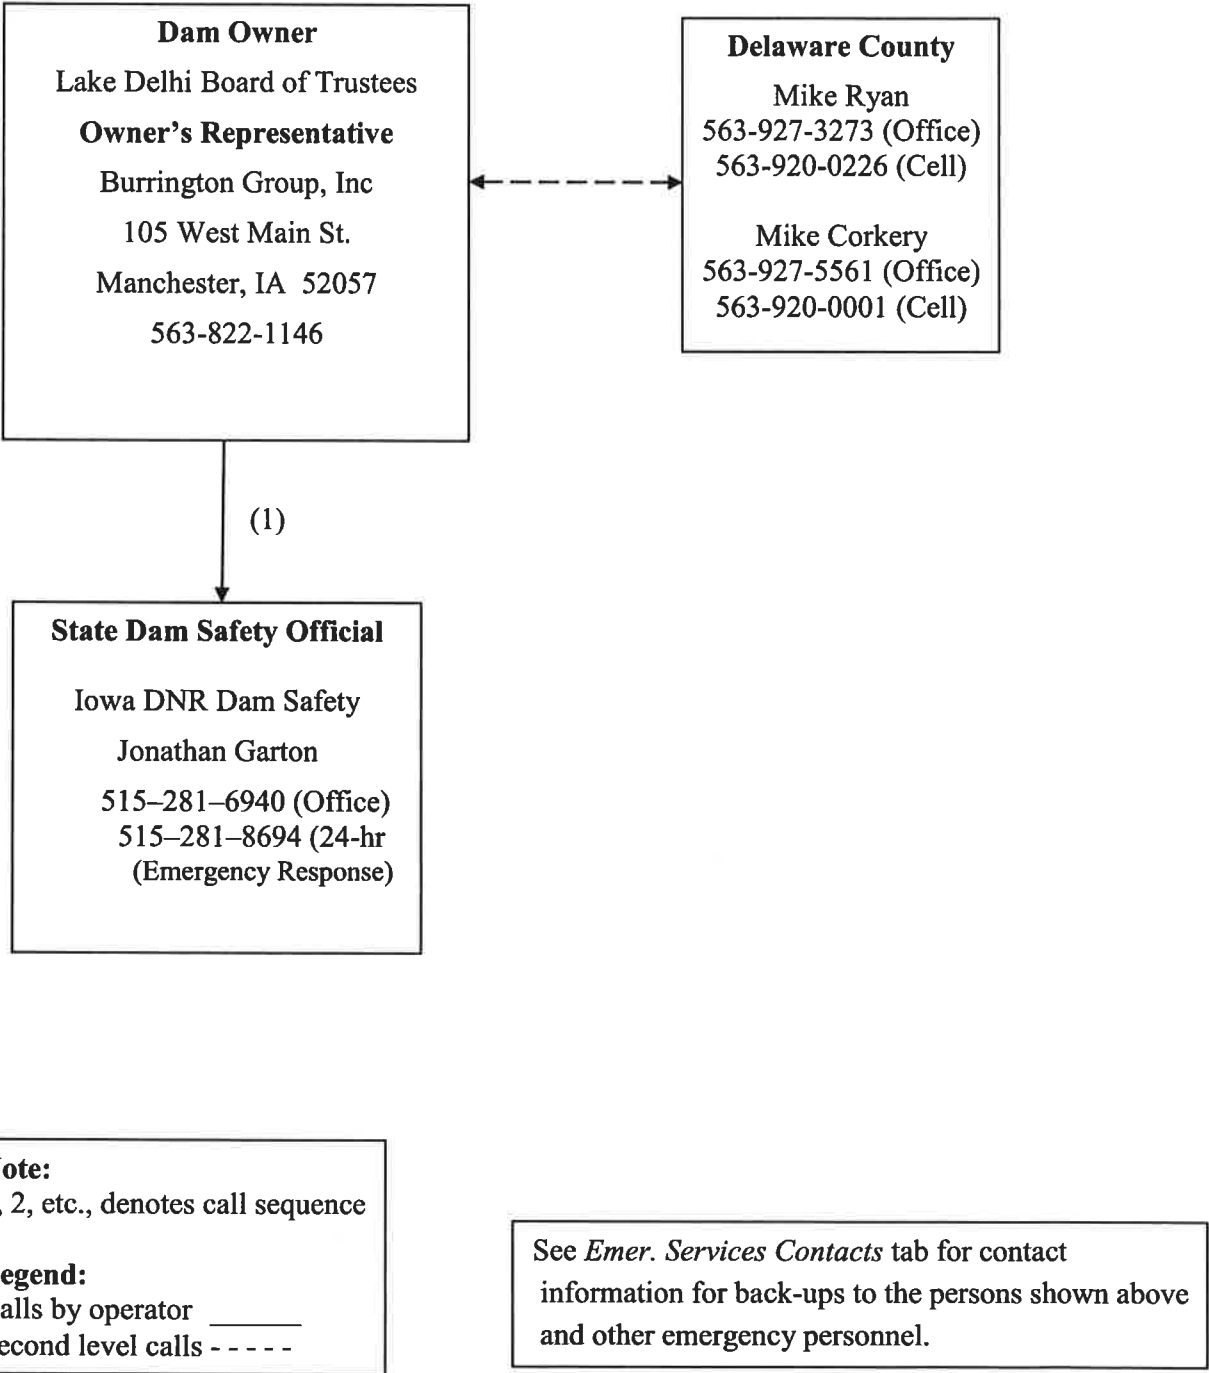 Dam Owner
Lake Delhi Board of Trustees
Owner's Representative
Burrington Group, Inc
105 West Main St.
Manchester, IA 52057
563-822-1146
Delaware County
Mike Ryan
563-927-3273 (Office)
563-920-0226 (Cell)
Mike Corkery
563-927-5561 (Office)
563-920-0001 (Cell)
(1)
State Dam Safety Official
Iowa DNR Dam Safety
Jonathan Garton
515–281–6940 (Office)
515–281–8694 (24-hr
(Emergency Response)
ote:
, 2, etc., denotes call sequence
egend:
alls by operator ______
econd level calls - - - - -
See Emer. Services Contacts tab for contact
information for back-ups to the persons shown above
and other emergency personnel.